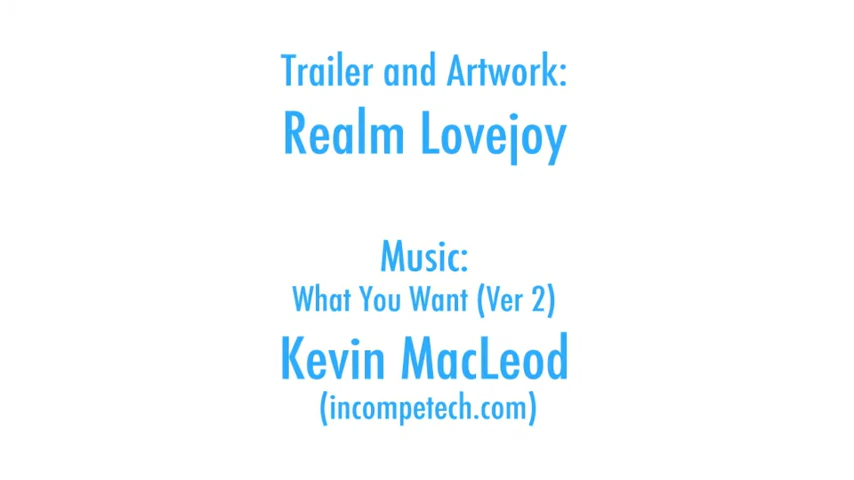 Trailer and Artwork:
Realm Lovejoy
Music:
What You Want (Ver 2)
Kevin MacLeod
(incompetech.com)